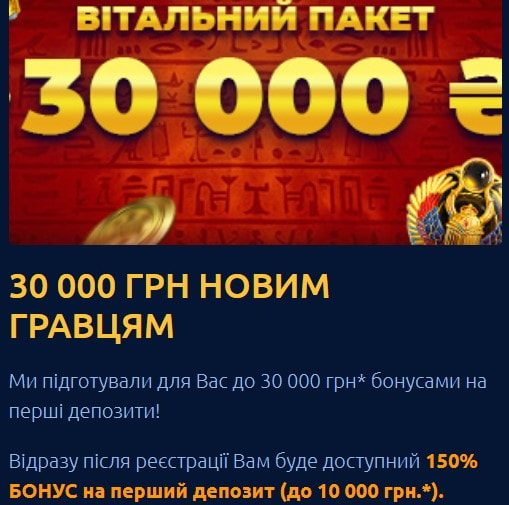 ВІТАЛЬНИЙ ПАКЕТ
30 000 ₴
30 000 ГРН НОВИМ
ГРАВЦЯМ
Ми підготували для Вас до 30 000 грн* бонусами на
перші депозити!
Відразу після реєстрації Вам буде доступний 150%
БОНУС на перший депозит (до 10 000 грн.*).